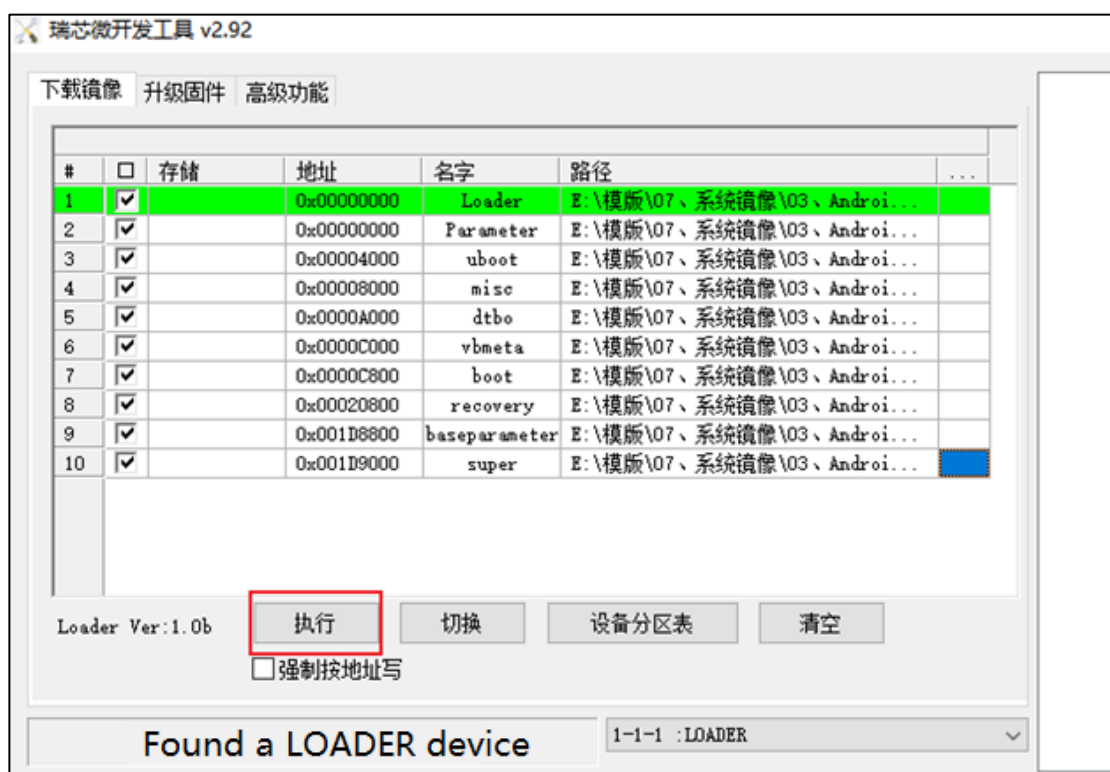 瑞芯微开发工具 v2.92
下载镜像 升级固件 高级功能
# 存储 地址 名字 路径 ...
1 0x00000000 Loader E:\模版\07、系统镜像\03、Androi...
2 0x00000000 Parameter E:\模版\07、系统镜像\03、Androi...
3 0x00004000 uboot E:\模版\07、系统镜像\03、Androi...
4 0x00008000 misc E:\模版\07、系统镜像\03、Androi...
5 0x0000A000 dtbo E:\模版\07、系统镜像\03、Androi...
6 0x0000C000 vbmeta E:\模版\07、系统镜像\03、Androi...
7 0x0000C800 boot E:\模版\07、系统镜像\03、Androi...
8 0x00020800 recovery E:\模版\07、系统镜像\03、Androi...
9 0x001D8800 baseparameter E:\模版\07、系统镜像\03、Androi...
10 0x001D9000 super E:\模版\07、系统镜像\03、Androi...
Loader Ver:1.0b 执行 切换 设备分区表 清空
强制按地址写
Found a LOADER device 1-1-1 :LOADER